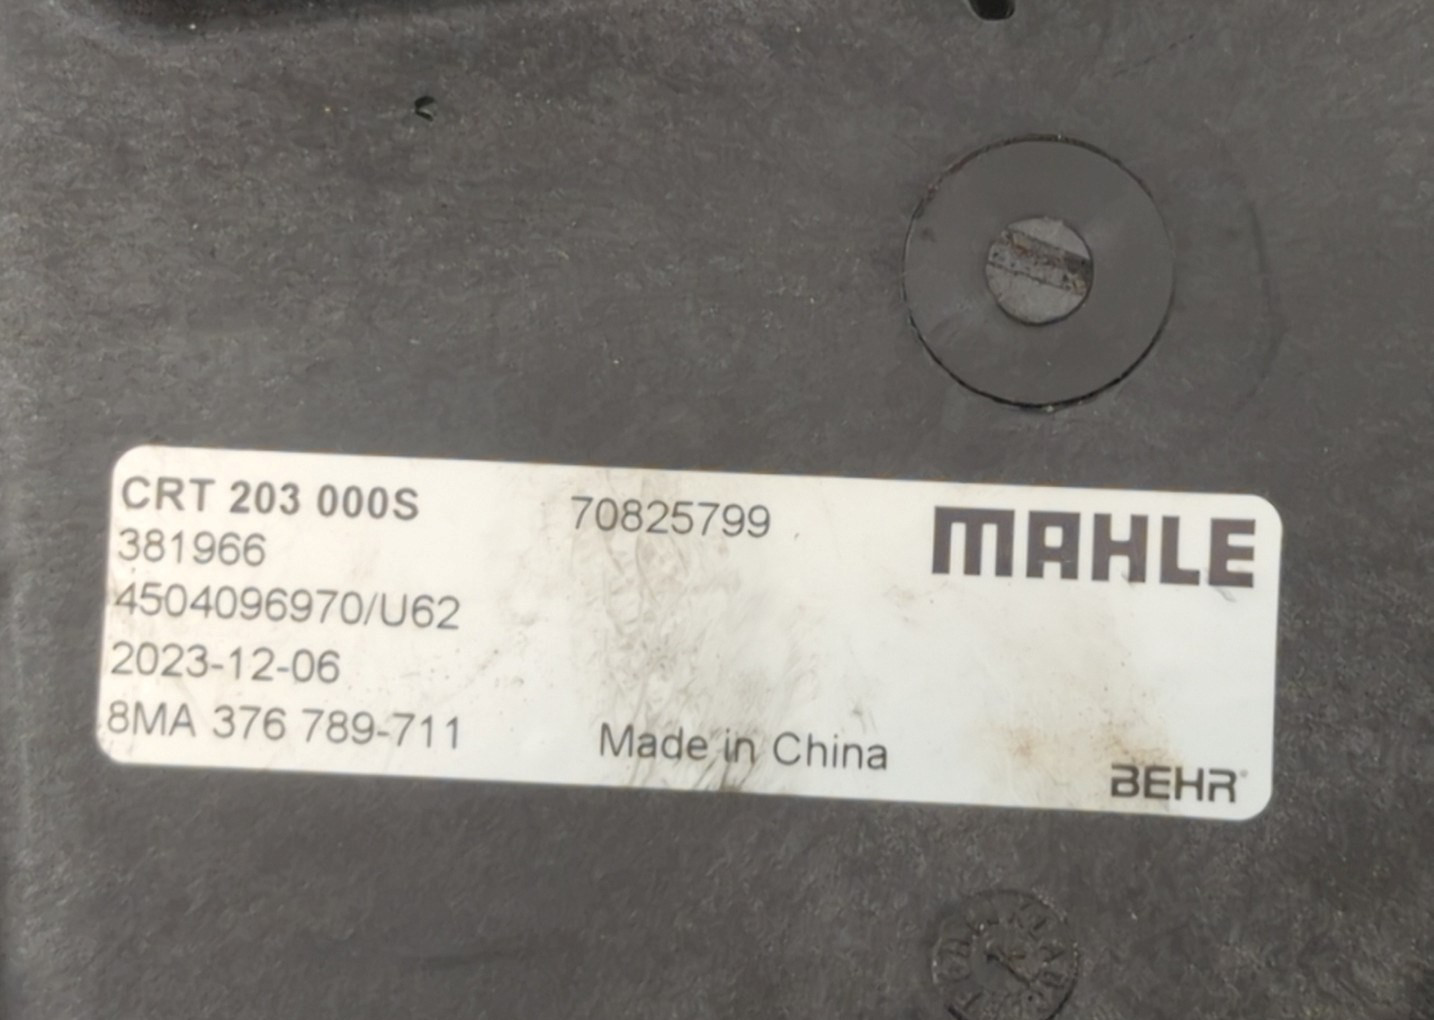 CRT 203 000S
70825799
MAHLE
381966
4504096970/U62
2023-12-06
8MA 376 789-711
Made in China
BEHR®